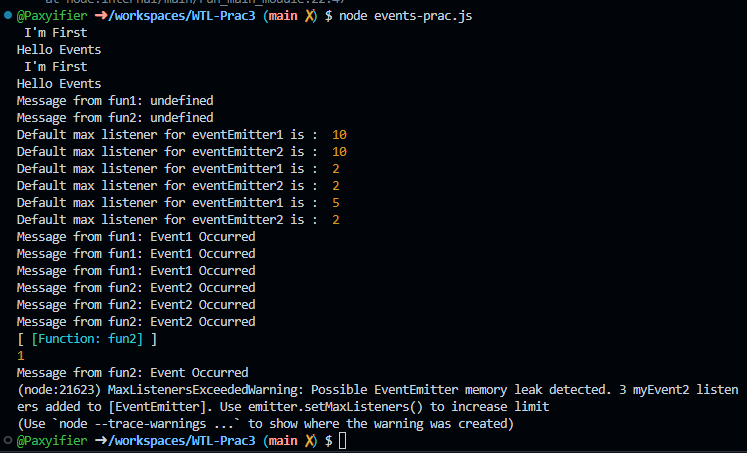 at node:internal/main/run_main_module:22:47
@Paxyifier ➜/workspaces/WTL-Prac3 (main ✗) $ node events-prac.js
I'm First
Hello Events
I'm First
Hello Events
Message from fun1: undefined
Message from fun2: undefined
Default max listener for eventEmitter1 is :  10
Default max listener for eventEmitter2 is :  10
Default max listener for eventEmitter1 is :  2
Default max listener for eventEmitter2 is :  2
Default max listener for eventEmitter1 is :  5
Default max listener for eventEmitter2 is :  2
Message from fun1: Event1 Occurred
Message from fun1: Event1 Occurred
Message from fun1: Event1 Occurred
Message from fun2: Event2 Occurred
Message from fun2: Event2 Occurred
Message from fun2: Event2 Occurred
[ [Function: fun2] ]
1
Message from fun2: Event Occurred
(node:21623) MaxListenersExceededWarning: Possible EventEmitter memory leak detected. 3 myEvent2 listen
ers added to [EventEmitter]. Use emitter.setMaxListeners() to increase limit
(Use `node --trace-warnings ...` to show where the warning was created)
@Paxyifier ➜/workspaces/WTL-Prac3 (main ✗) $